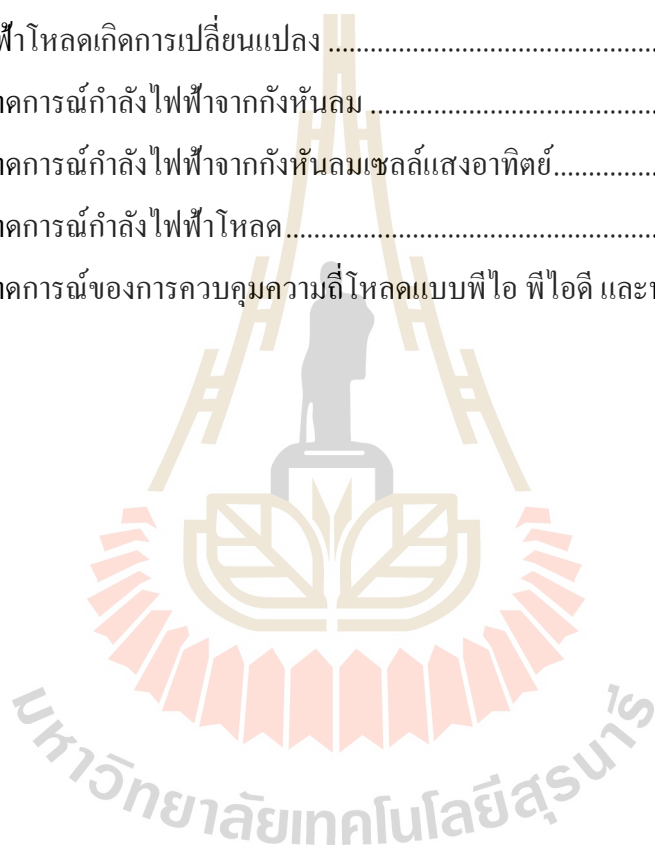 ฟ้าโหลดเกิดการเปลี่ยนแปลง ..............................................
าดการณ์กำลังไฟฟ้าจากกังหันลม ........................................
าดการณ์กำลังไฟฟ้าจากกังหันลมเซลล์แสงอาทิตย์...............
าดการณ์กำลังไฟฟ้าโหลด.....................................................
าดการณ์ของการควบคุมความถี่โหลดแบบพีไอ พีไอดี และ
มหาวิทยาลัยเทคโนโลยีสุรนารี